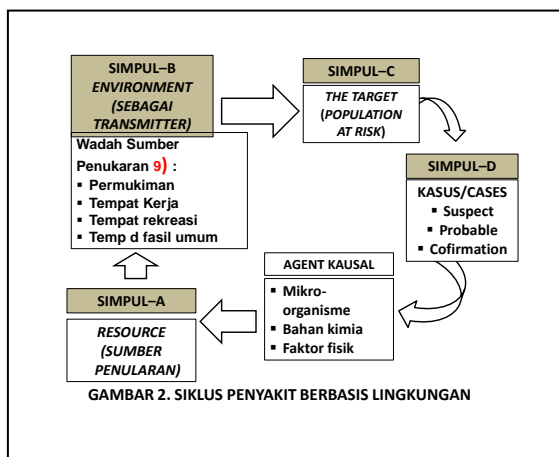 SIMPUL–B
ENVIRONMENT
(SEBAGAI
TRANSMITTER)
Wadah Sumber
Penukaran 9) :
▪ Permukiman
▪ Tempat Kerja
▪ Tempat rekreasi
▪ Temp d fasil umum
SIMPUL–C
THE TARGET
(POPULATION
AT RISK)
SIMPUL–D
KASUS/CASES
▪ Suspect
▪ Probable
▪ Cofirmation
AGENT KAUSAL
▪ Mikro-
organisme
▪ Bahan kimia
▪ Faktor fisik
SIMPUL–A
RESOURCE
(SUMBER
PENULARAN)
GAMBAR 2. SIKLUS PENYAKIT BERBASIS LINGKUNGAN